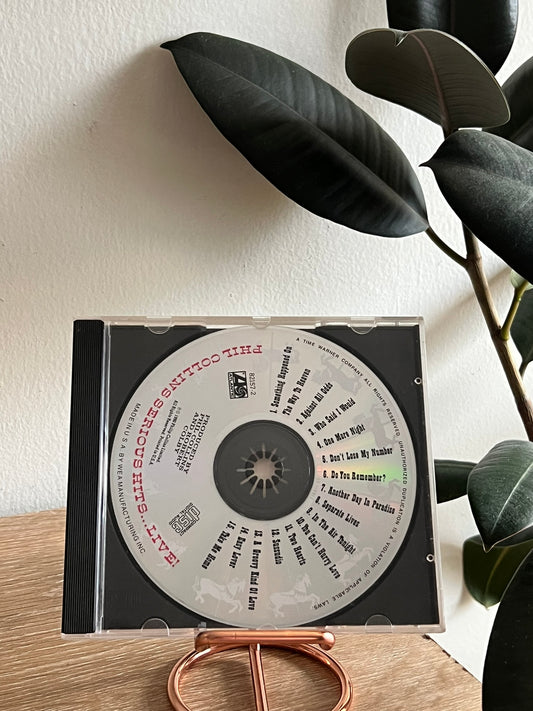 PHIL COLLINS SERIOUS HITS...LIVE!
82157-2
ATLANTIC
PRODUCED BY
PHIL COLLINS
AND ROBERT
COLBY
COMPACT
disc
DIGITAL AUDIO
1. Something Happened On
The Way To Heaven
2. Against All Odds
3. Who Said I Would
4. One More Night
5. Don't Lose My Number
6. Do You Remember?
7. Another Day In Paradise
8. Separate Lives
9. In The Air Tonight
10. You Can't Hurry Love
11. Two Hearts
12. Sussudio
13. A Groovy Kind Of Love
14. Easy Lover
15. Take Me Home
MADE IN U.S.A. BY WEA MANUFACTURING INC.
A TIME WARNER COMPANY ALL RIGHTS RESERVED. UNAUTHORIZED DUPLICATION IS A VIOLATION OF APPLICABLE LAWS.